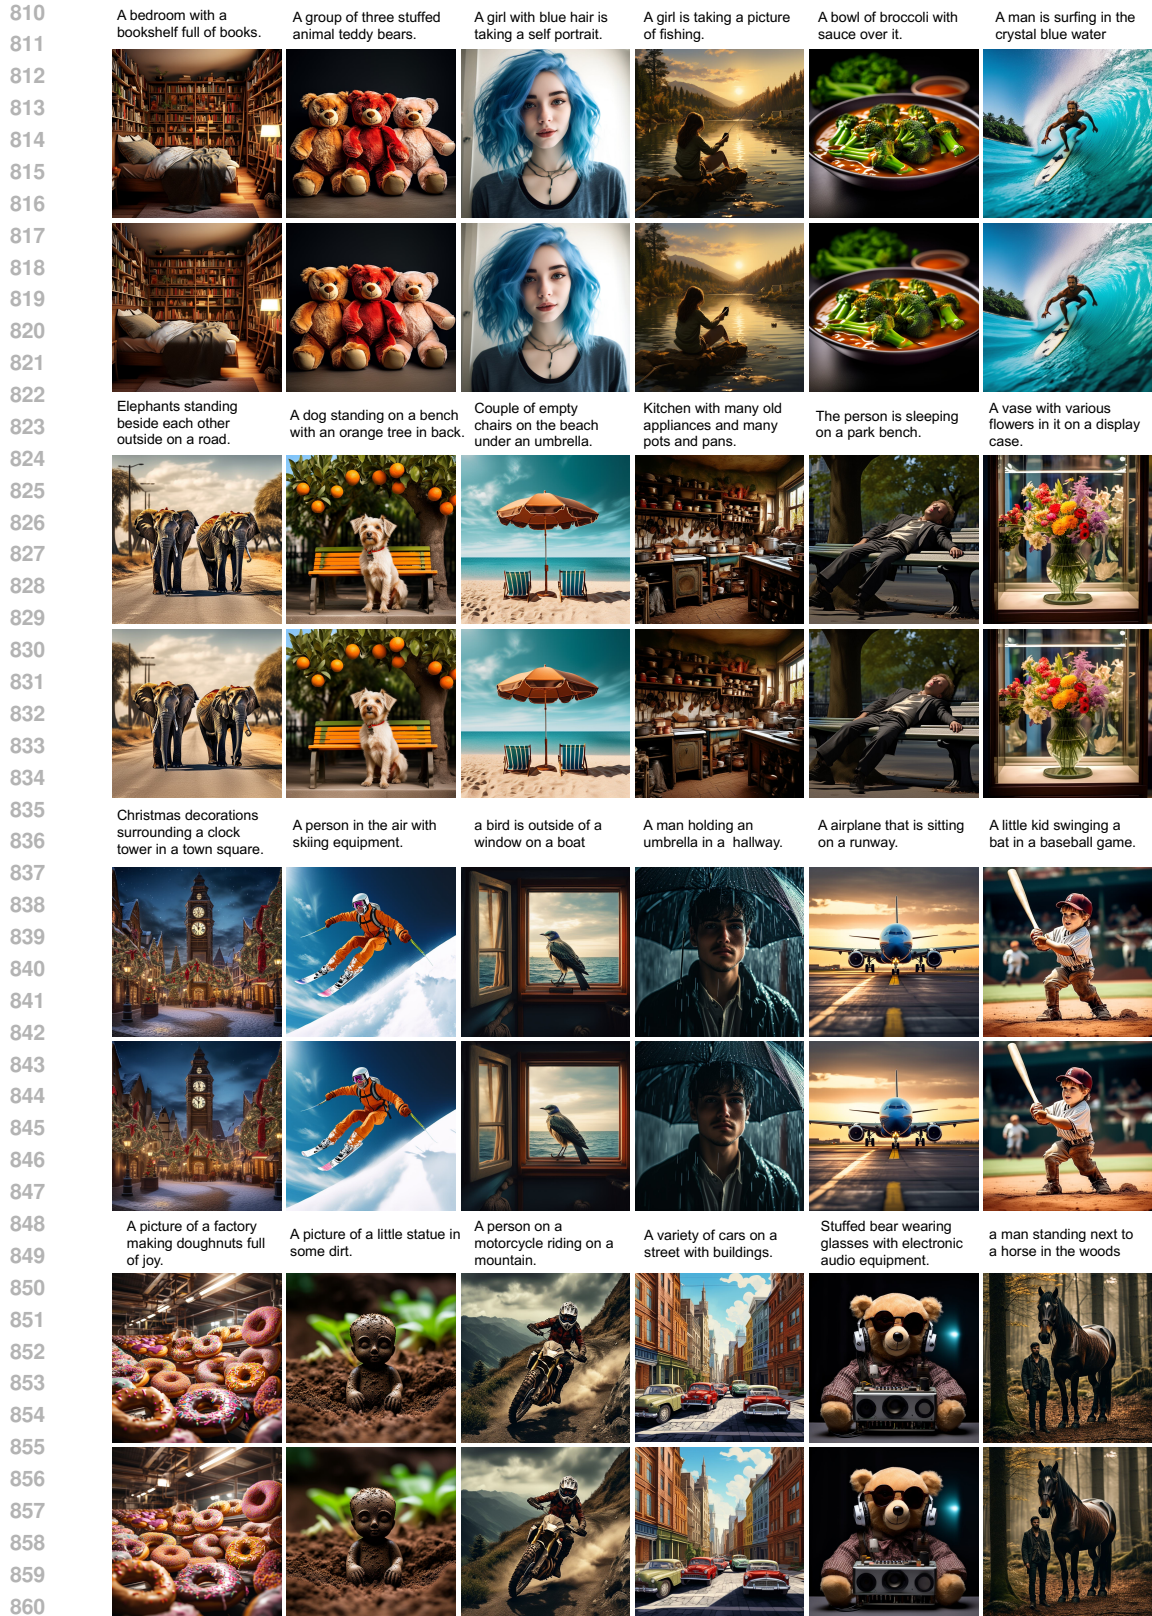 810
811
812
813
814
815
816
817
818
819
820
821
822
823
824
825
826
827
828
829
830
831
832
833
834
835
836
837
838
839
840
841
842
843
844
845
846
847
848
849
850
851
852
853
854
855
856
857
858
859
860
A bedroom with a
bookshelf full of books.
A group of three stuffed
animal teddy bears.
A girl with blue hair is
taking a self portrait.
A girl is taking a picture
of fishing.
A bowl of broccoli with
sauce over it.
A man is surfing in the
crystal blue water
Elephants standing
beside each other
outside on a road.
A dog standing on a bench
with an orange tree in back.
Couple of empty
chairs on the beach
under an umbrella.
Kitchen with many old
appliances and many
pots and pans.
The person is sleeping
on a park bench.
A vase with various
flowers in it on a display
case.
Christmas decorations
surrounding a clock
tower in a town square.
A person in the air with
skiing equipment.
a bird is outside of a
window on a boat
A man holding an
umbrella in a hallway.
A airplane that is sitting
on a runway.
A little kid swinging a
bat in a baseball game.
A picture of a factory
making doughnuts full
of joy.
A picture of a little statue in
some dirt.
A person on a
motorcycle riding on a
mountain.
A variety of cars on a
street with buildings.
Stuffed bear wearing
glasses with electronic
audio equipment.
a man standing next to
a horse in the woods